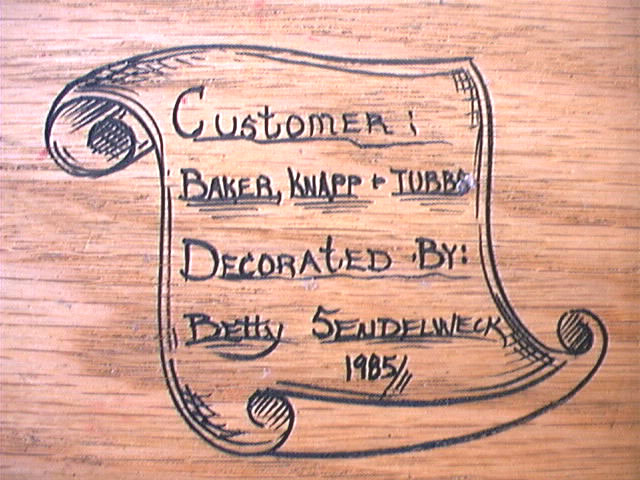 Customer:
BAKER, KNAPP & TUBBS
DECORAtED BY:
BEtty SENDELWECK
1985